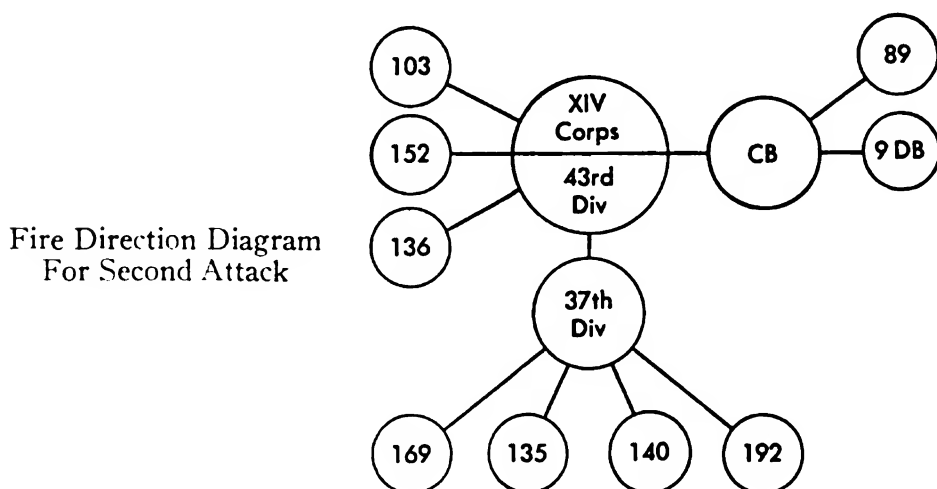 103
89
XIV
Corps
152
CB
9 DB
43rd
Div
136
Fire Direction Diagram
For Second Attack
37th
Div
169
135
140
192